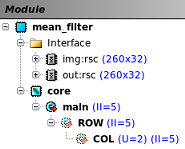 Module
mean_filter
Interface
img:rsc (260x32)
out:rsc (260x32)
core
main (II=5)
ROW (II=5)
COL (U=2) (II=5)